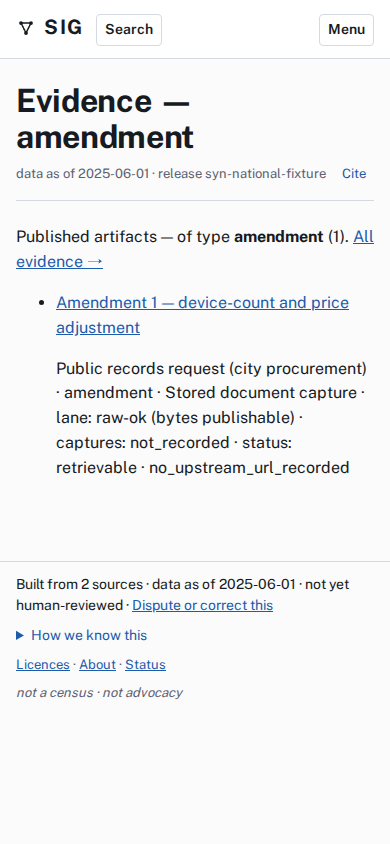 SIG
Search
Menu
Evidence —
amendment
data as of 2025-06-01 · release syn-national-fixture Cite
Published artifacts — of type amendment (1). All
evidence →
• Amendment 1 — device-count and price
adjustment
Public records request (city procurement)
· amendment · Stored document capture ·
lane: raw-ok (bytes publishable) ·
captures: not_recorded · status:
retrievable · no_upstream_url_recorded
Built from 2 sources · data as of 2025-06-01 · not yet
human-reviewed · Dispute or correct this
▶ How we know this
Licences · About · Status
not a census · not advocacy